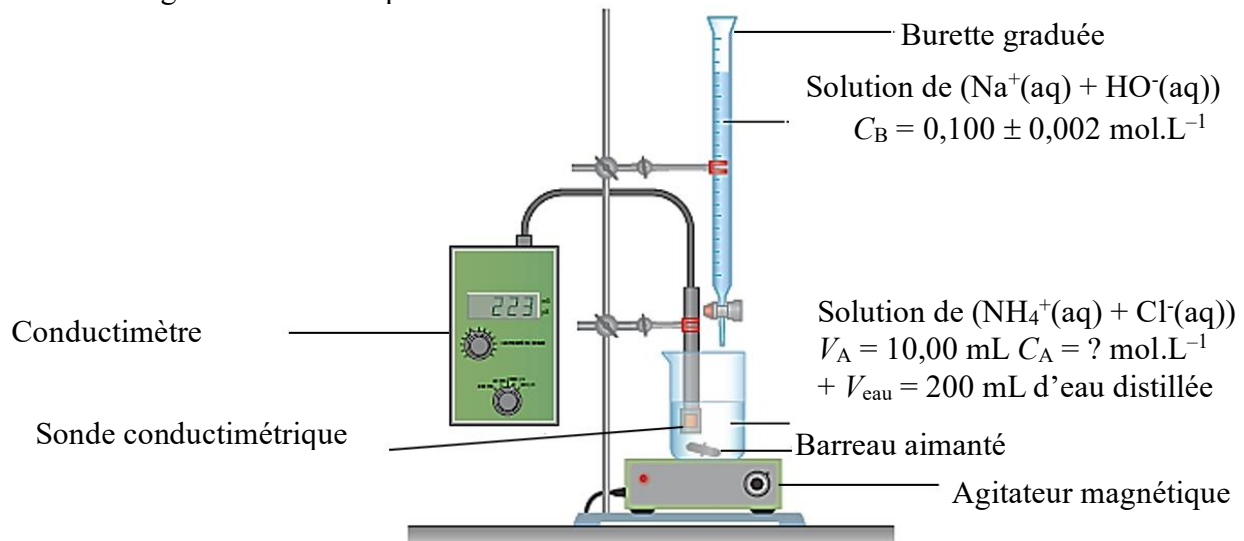 Burette graduée
Solution de (Na⁺(aq) + HO⁻(aq))
C_B = 0,100 ± 0,002 mol.L⁻¹
223
Conductimètre
Solution de (NH₄⁺(aq) + Cl⁻(aq))
V_A = 10,00 mL C_A = ? mol.L⁻¹
+ V_eau = 200 mL d’eau distillée
Sonde conductimétrique
Barreau aimanté
Agitateur magnétique